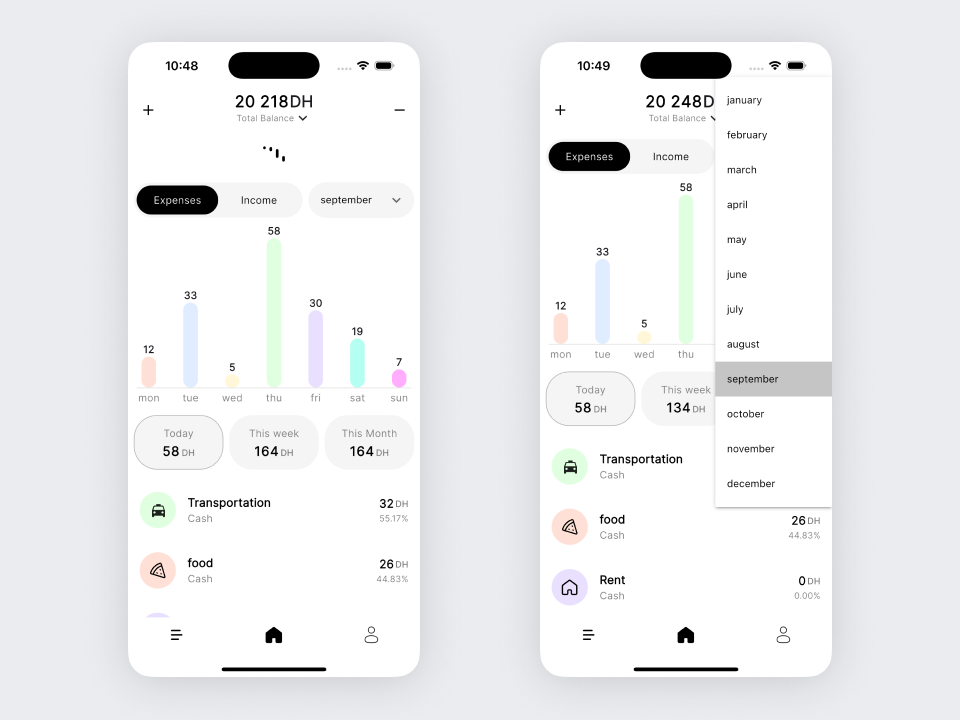 10:48
20 218DH
Total Balance
Expenses Income september
58
33
30
19
12
7
5
mon tue wed thu fri sat sun
Today This week This Month
58 DH 164 DH 164 DH
Transportation 32 DH
Cash 55.17%
food 26 DH
Cash 44.83%
10:49
20 248D
Total Balance
Expenses Income
58
33
12
5
mon tue wed thu
Today This week
58 DH 134 DH
Transportation
Cash
food 26 DH
Cash 44.83%
Rent 0 DH
Cash 0.00%
january
february
march
april
may
june
july
august
september
october
november
december